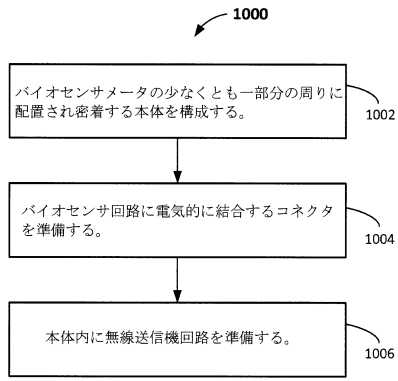 1000
バイオセンサメータの少なくとも一部分の周りに
配置され密着する本体を構成する。
1002
バイオセンサ回路に電気的に結合するコネクタ
を準備する。
1004
本体内に無線送信機回路を準備する。
1006